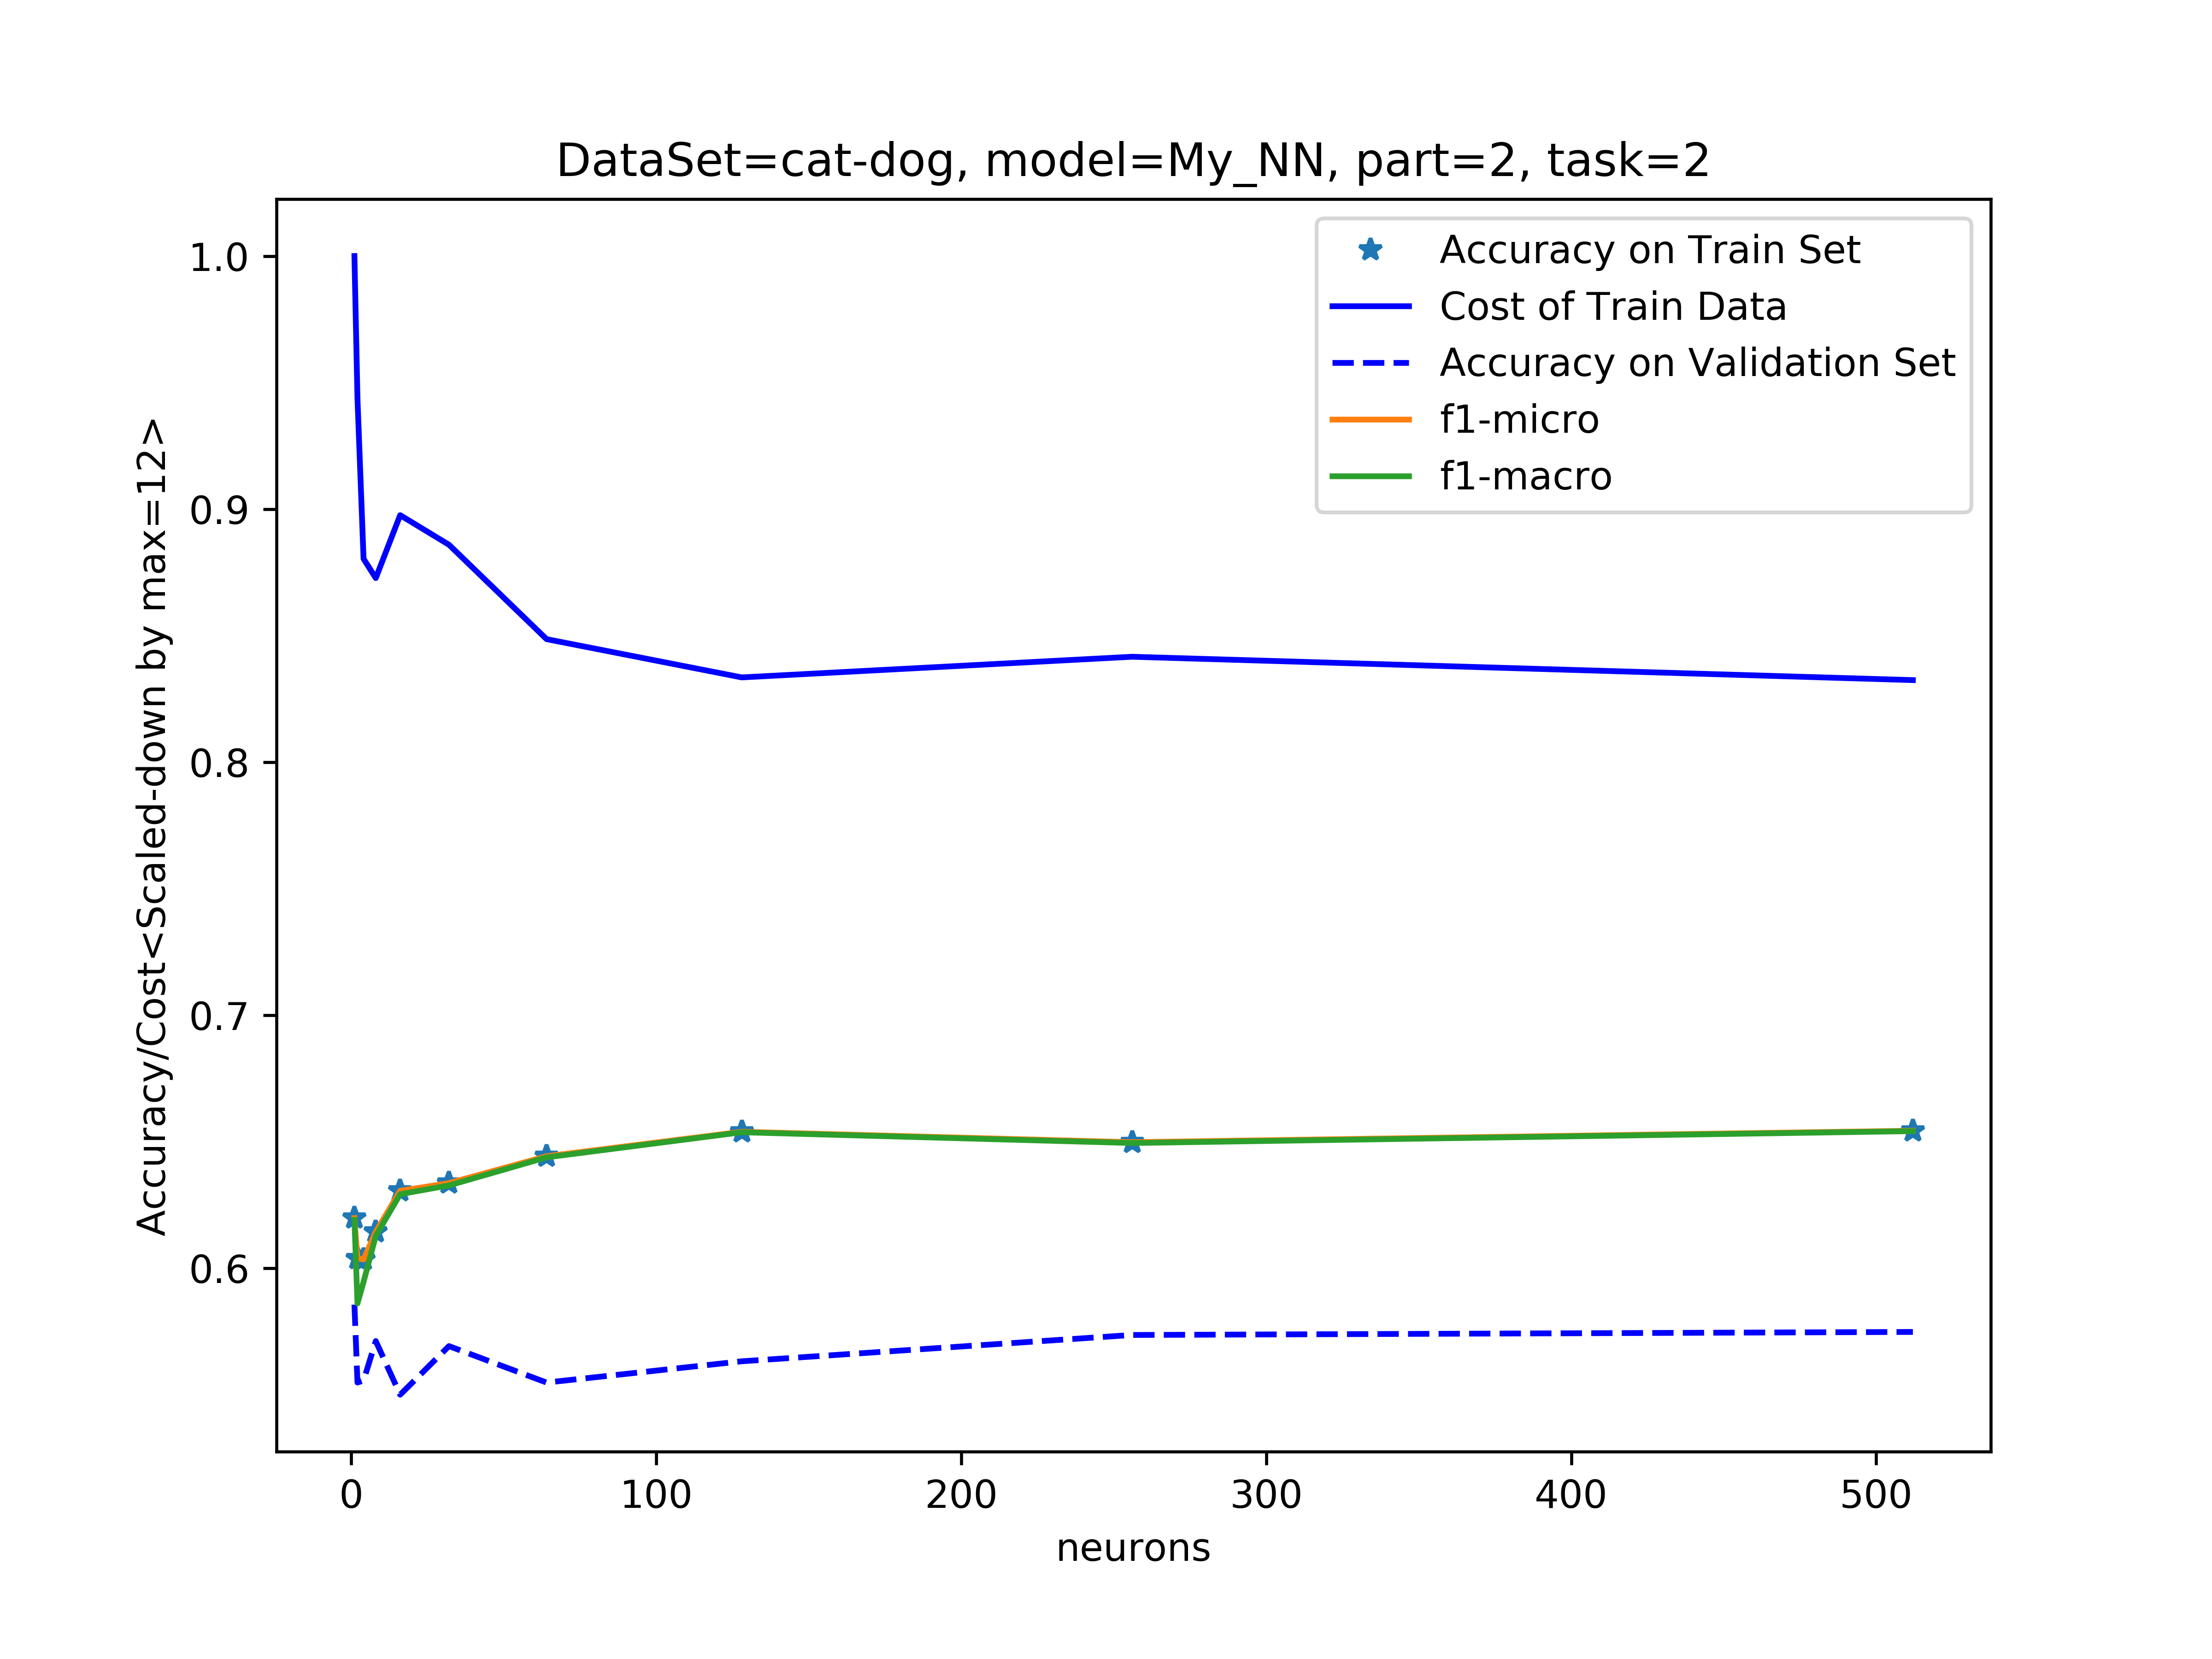 DataSet=cat-dog, model=My_NN, part=2, task=2
Accuracy on Train Set
Cost of Train Data
Accuracy on Validation Set
f1-micro
f1-macro
Accuracy/Cost<Scaled-down by max=12>
1.0
0.9
0.8
0.7
0.6
0 100 200 300 400 500
neurons